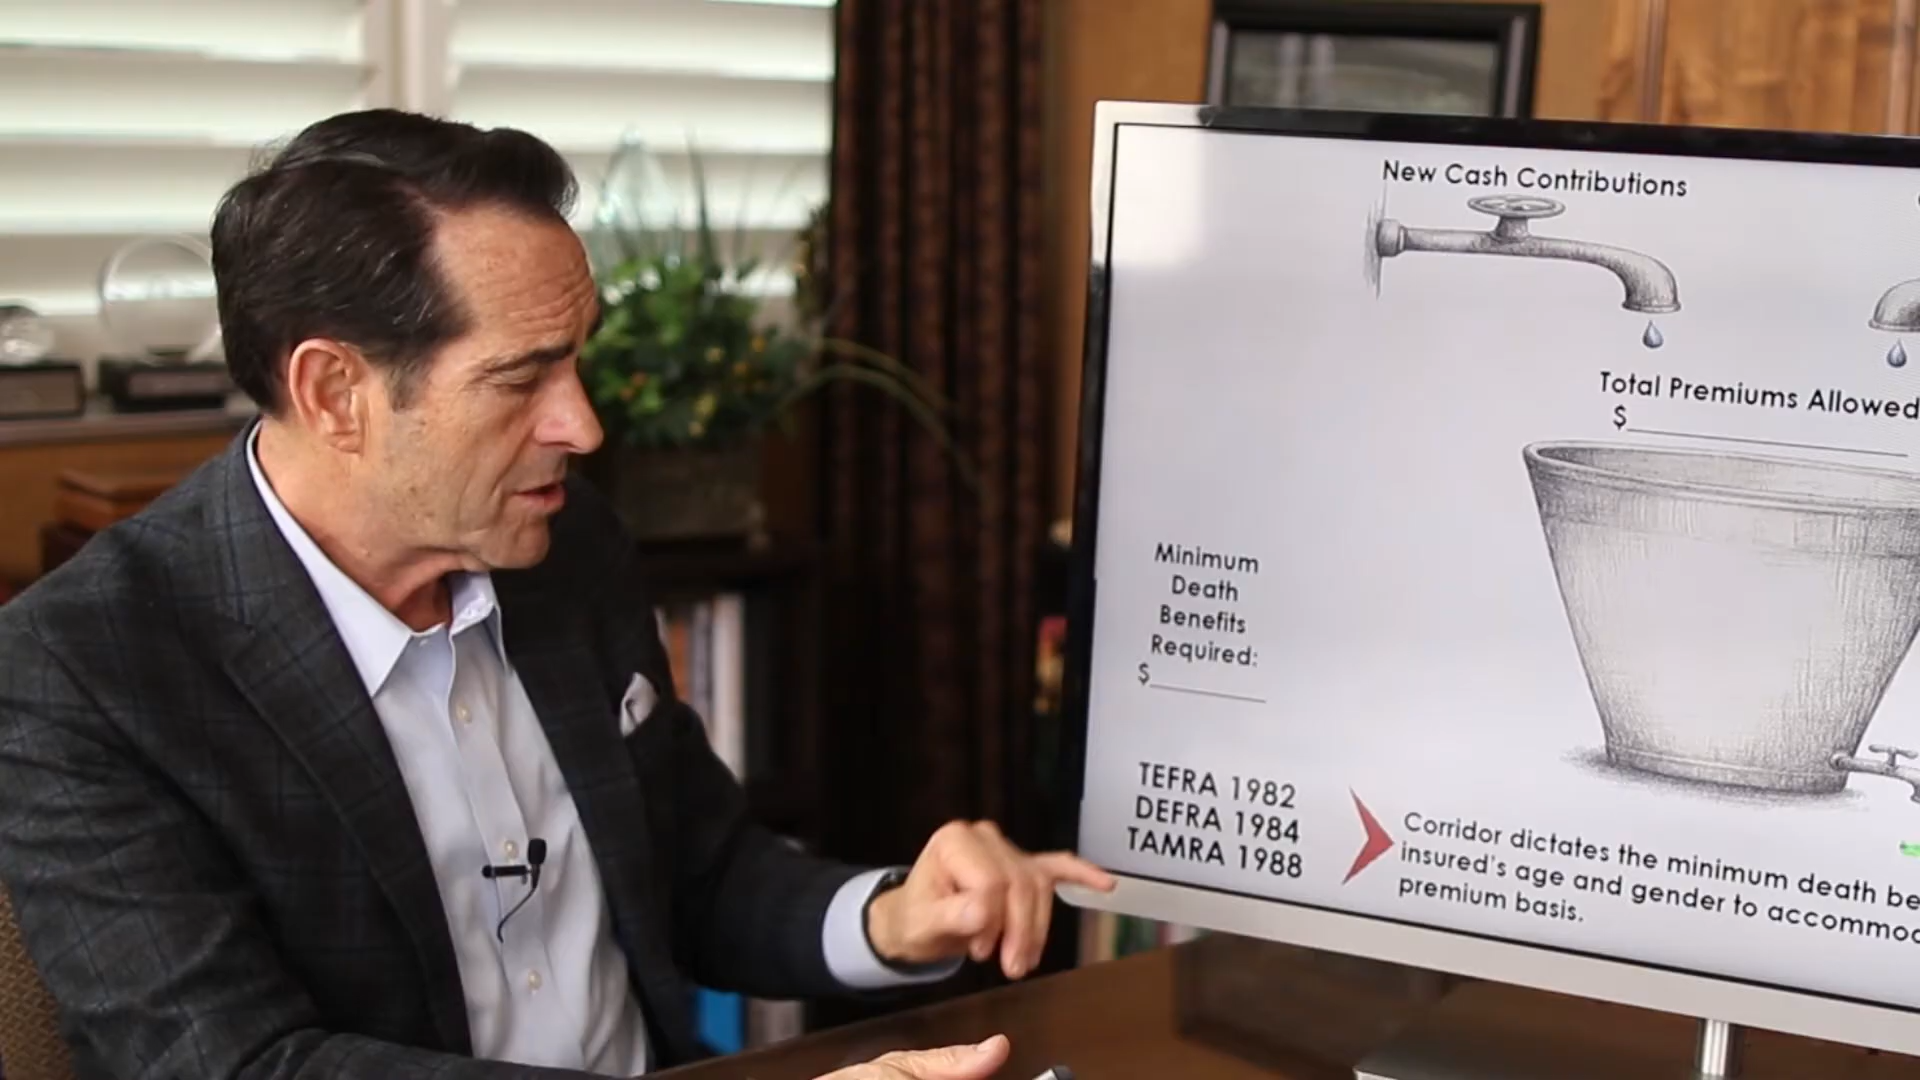 New Cash Contributions
Total Premiums Allowed
$
Minimum
Death
Benefits
Required:
$
TEFRA 1982
DEFRA 1984
TAMRA 1988
Corridor dictates the minimum death be
insured's age and gender to accommod
premium basis.